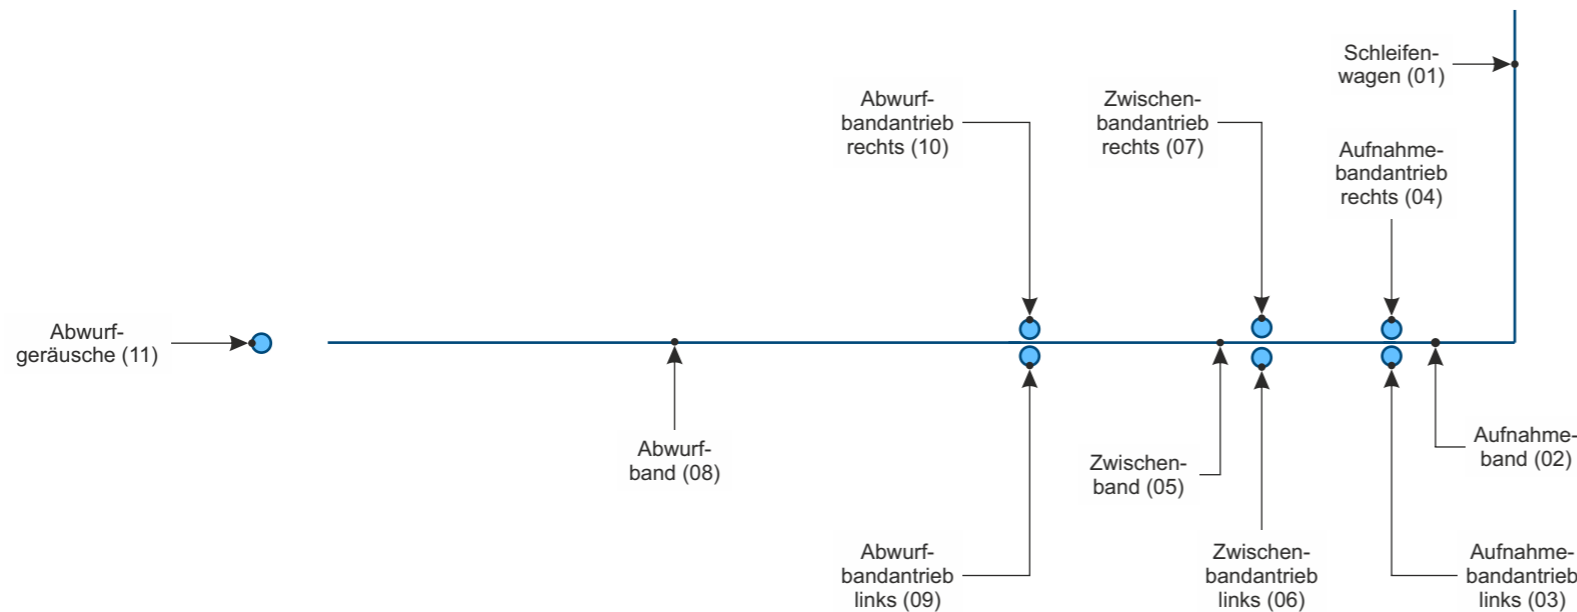 Schleifen-
wagen (01)
Abwurf-
bandantrieb
rechts (10)
Zwischen-
bandantrieb
rechts (07)
Aufnahme-
bandantrieb
rechts (04)
Abwurf-
geräusche (11)
Abwurf-
band (08)
Zwischen-
band (05)
Aufnahme-
band (02)
Abwurf-
bandantrieb
links (09)
Zwischen-
bandantrieb
links (06)
Aufnahme-
bandantrieb
links (03)